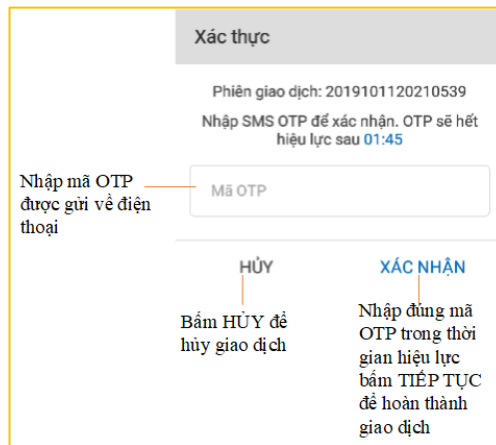 Xác thực
Phiên giao dịch: 2019101120210539
Nhập SMS OTP để xác nhận. OTP sẽ hết
hiệu lực sau 01:45
Nhập mã OTP
được gửi về điện
thoại
Mã OTP
HỦY
XÁC NHẬN
Bấm HỦY để
hủy giao dịch
Nhập đúng mã
OTP trong thời
gian hiệu lực
bấm TIẾP TỤC
để hoàn thành
giao dịch